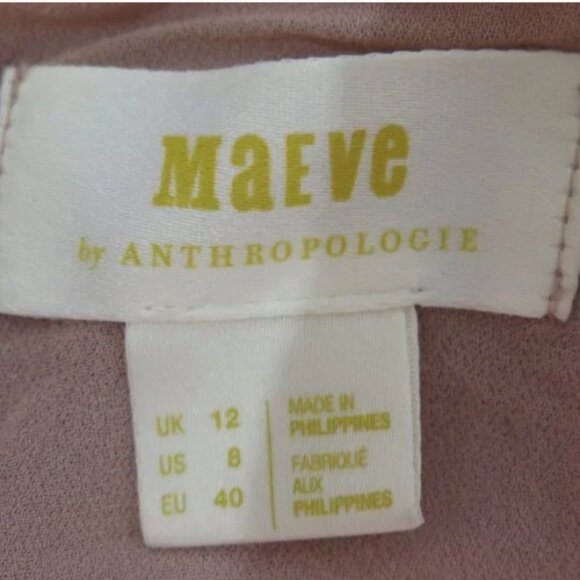 MaEve
by ANTHROPOLOGIE
UK 12
US 8
EU 40
MADE IN
PHILIPPINES
FABRIQUÉ
AUX
PHILIPPINES